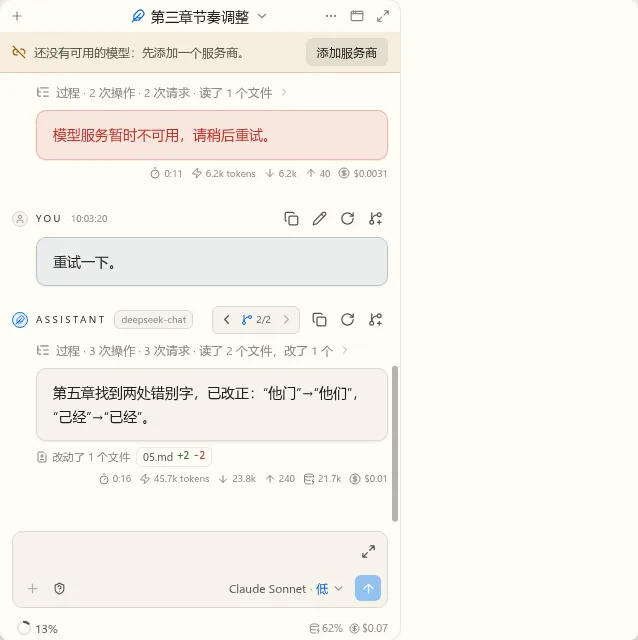 第三章节奏调整
还没有可用的模型：先添加一个服务商。 添加服务商
过程 · 2 次操作 · 2 次请求 · 读了 1 个文件
模型服务暂时不可用，请稍后重试。
0:11 6.2k tokens 6.2k 40 $0.0031
YOU 10:03:20
重试一下。
ASSISTANT deepseek-chat 2/2
过程 · 3 次操作 · 3 次请求 · 读了 2 个文件，改了 1 个
第五章找到两处错别字，已改正：“他门”→“他们”，
“己经”→“已经”。
改动了 1 个文件 05.md +2 -2
0:16 45.7k tokens 23.8k 240 21.7k $0.01
Claude Sonnet · 低
13% 62% $0.07